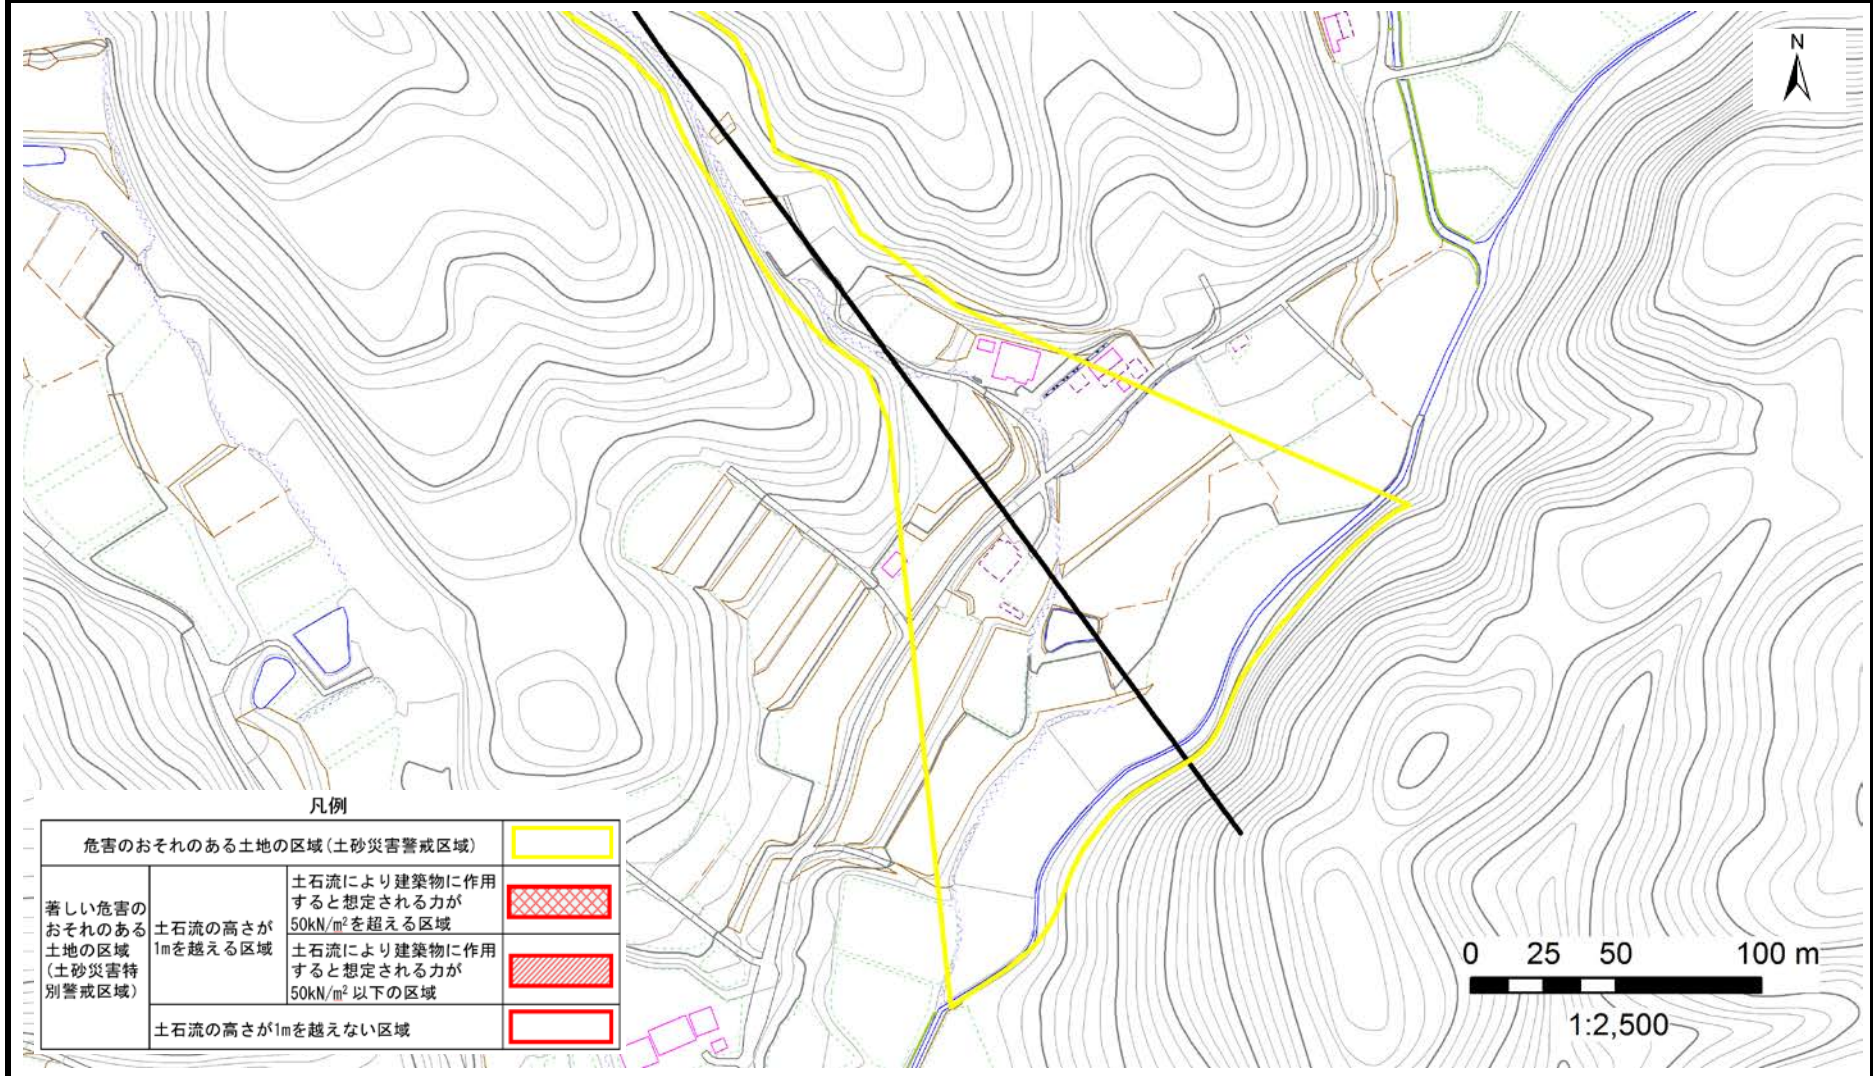 N
凡例
危害のおそれのある土地の区域(土砂災害警戒区域)
著しい危害の
おそれのある
土地の区域
(土砂災害特
別警戒区域)
土石流の高さが
1mを越える区域
土石流により建築物に作用
すると想定される力が
50kN/m²を超える区域
土石流により建築物に作用
すると想定される力が
50kN/m²以下の区域
土石流の高さが1mを越えない区域
0 25 50 100 m
1:2,500